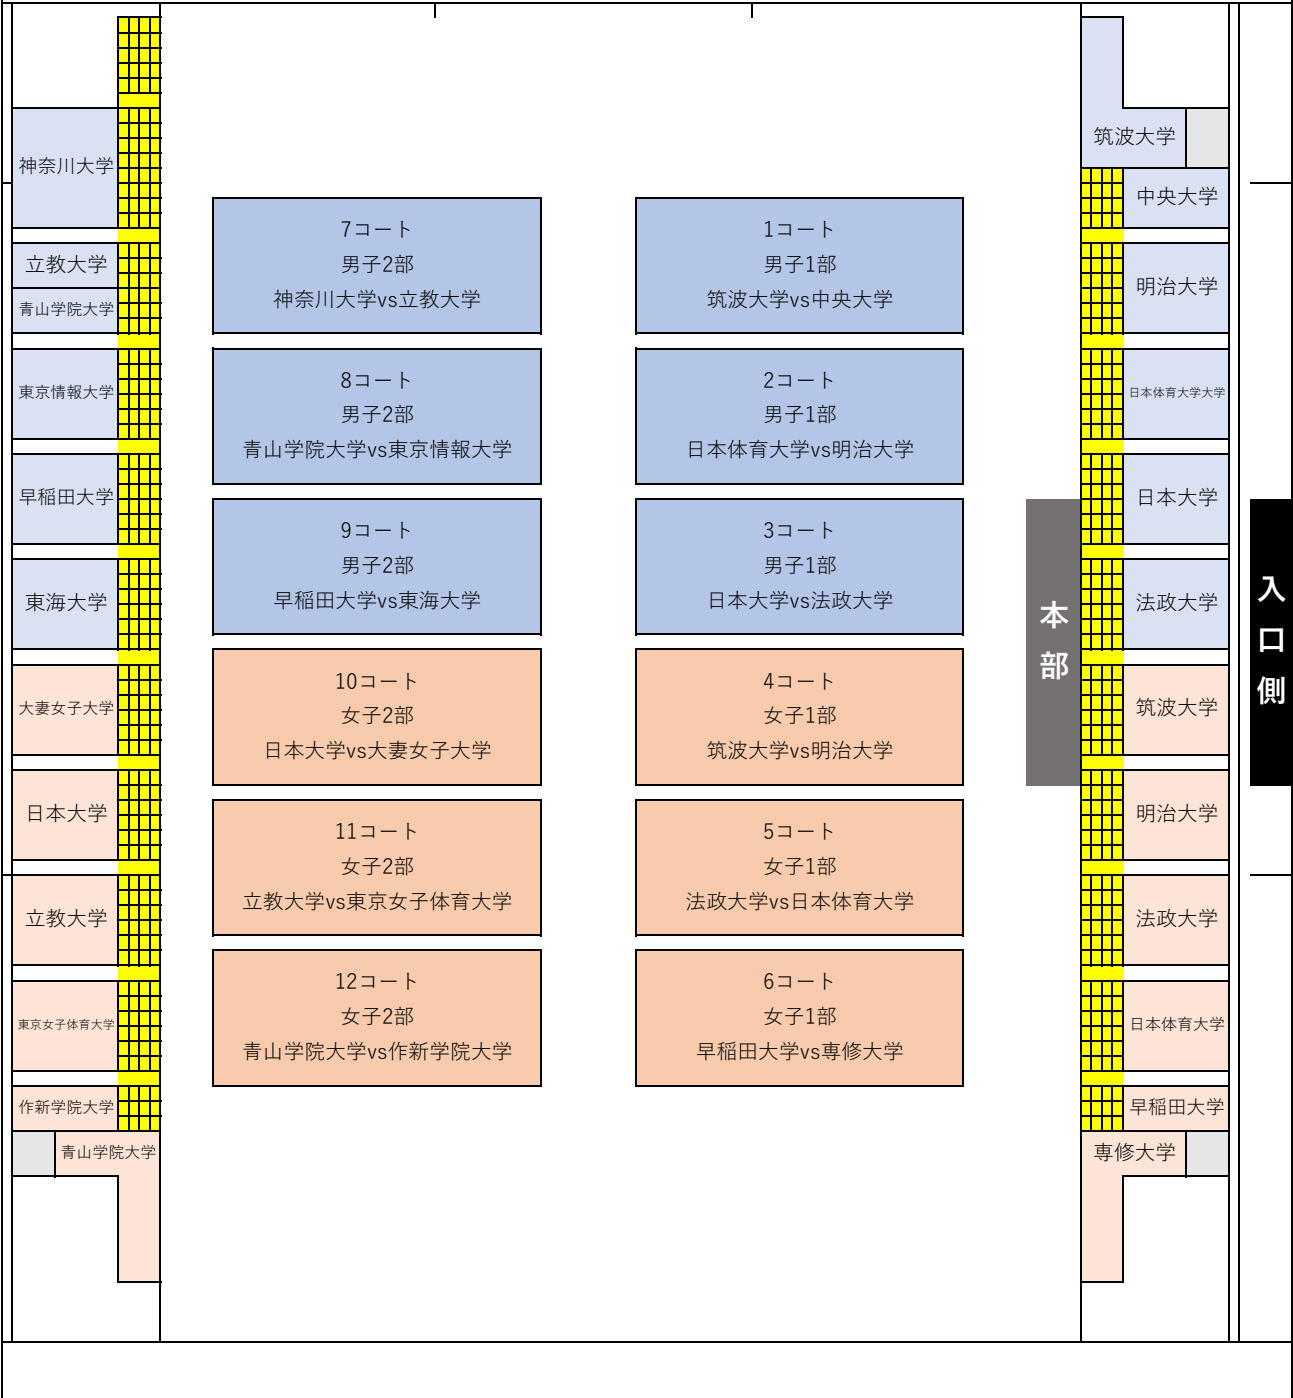 神奈川大学
立教大学
青山学院大学
東京情報大学
早稲田大学
東海大学
大妻女子大学
日本大学
立教大学
東京女子体育大学
作新学院大学
青山学院大学
7コート
男子2部
神奈川大学vs立教大学
8コート
男子2部
青山学院大学vs東京情報大学
9コート
男子2部
早稲田大学vs東海大学
10コート
女子2部
日本大学vs大妻女子大学
11コート
女子2部
立教大学vs東京女子体育大学
12コート
女子2部
青山学院大学vs作新学院大学
1コート
男子1部
筑波大学vs中央大学
2コート
男子1部
日本体育大学vs明治大学
3コート
男子1部
日本大学vs法政大学
4コート
女子1部
筑波大学vs明治大学
5コート
女子1部
法政大学vs日本体育大学
6コート
女子1部
早稲田大学vs専修大学
本部
筑波大学
中央大学
明治大学
日本体育大学大学
日本大学
法政大学
筑波大学
明治大学
法政大学
日本体育大学
早稲田大学
専修大学
入口側